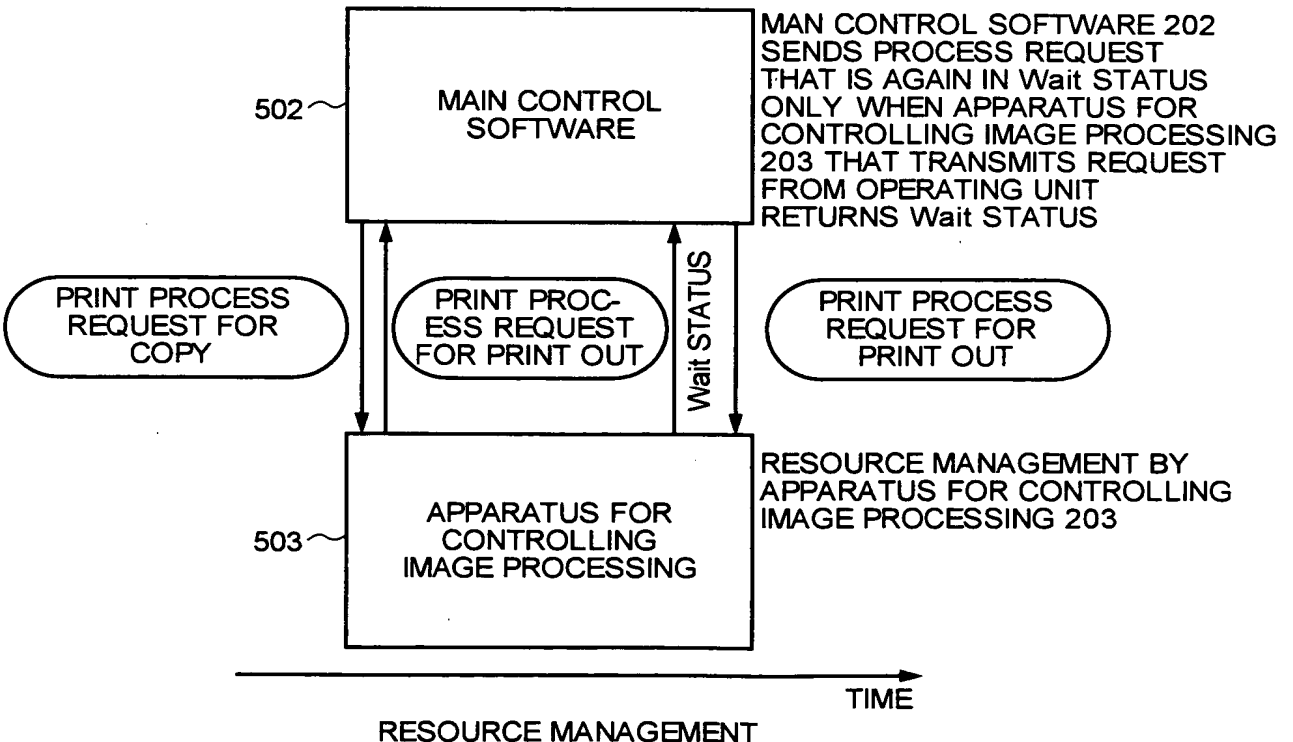 502
MAIN CONTROL
SOFTWARE
MAN CONTROL SOFTWARE 202
SENDS PROCESS REQUEST
THAT IS AGAIN IN Wait STATUS
ONLY WHEN APPARATUS FOR
CONTROLLING IMAGE PROCESSING
203 THAT TRANSMITS REQUEST
FROM OPERATING UNIT
RETURNS Wait STATUS
PRINT PROCESS
REQUEST FOR
COPY
PRINT PROC-
ESS REQUEST
FOR PRINT OUT
Wait STATUS
PRINT PROCESS
REQUEST FOR
PRINT OUT
503
APPARATUS FOR
CONTROLLING
IMAGE PROCESSING
RESOURCE MANAGEMENT BY
APPARATUS FOR CONTROLLING
IMAGE PROCESSING 203
TIME
RESOURCE MANAGEMENT